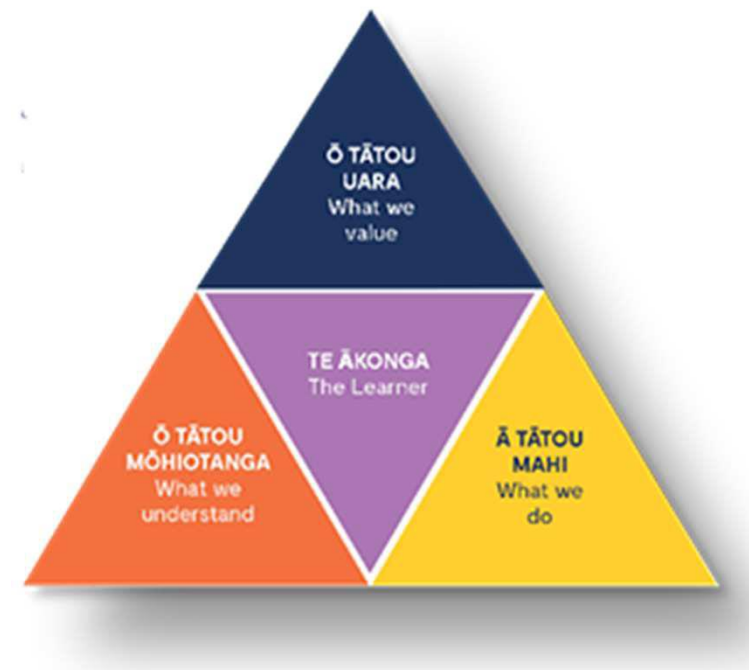 Ō TĀTOU
UARA
What we
value
TE ĀKONGA
The Learner
Ō TĀTOU
MŌHIOTANGA
What we
understand
Ā TĀTOU
MAHI
What we
do